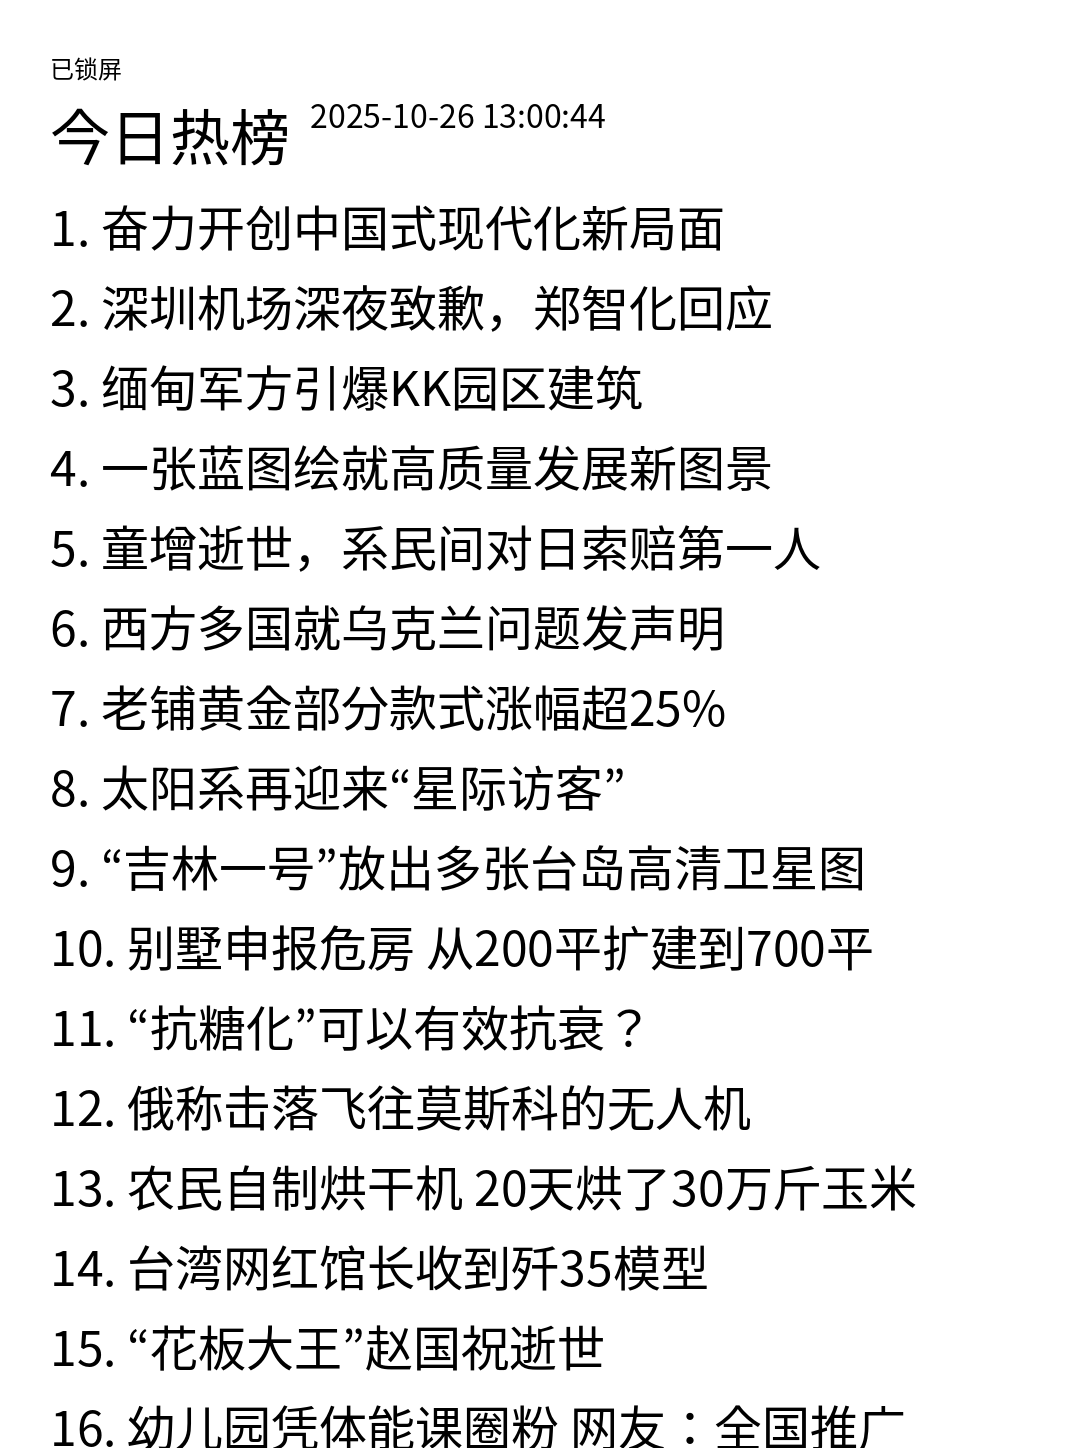 已锁屏
今日热榜 2025-10-26 13:00:44
1. 奋力开创中国式现代化新局面
2. 深圳机场深夜致歉，郑智化回应
3. 缅甸军方引爆KK园区建筑
4. 一张蓝图绘就高质量发展新图景
5. 童增逝世，系民间对日索赔第一人
6. 西方多国就乌克兰问题发声明
7. 老铺黄金部分款式涨幅超25%
8. 太阳系再迎来“星际访客”
9. “吉林一号”放出多张台岛高清卫星图
10. 别墅申报危房 从200平扩建到700平
11. “抗糖化”可以有效抗衰？
12. 俄称击落飞往莫斯科的无人机
13. 农民自制烘干机 20天烘了30万斤玉米
14. 台湾网红馆长收到歼35模型
15. “花板大王”赵国祝逝世
16. 幼儿园凭体能课圈粉 网友：全国推广